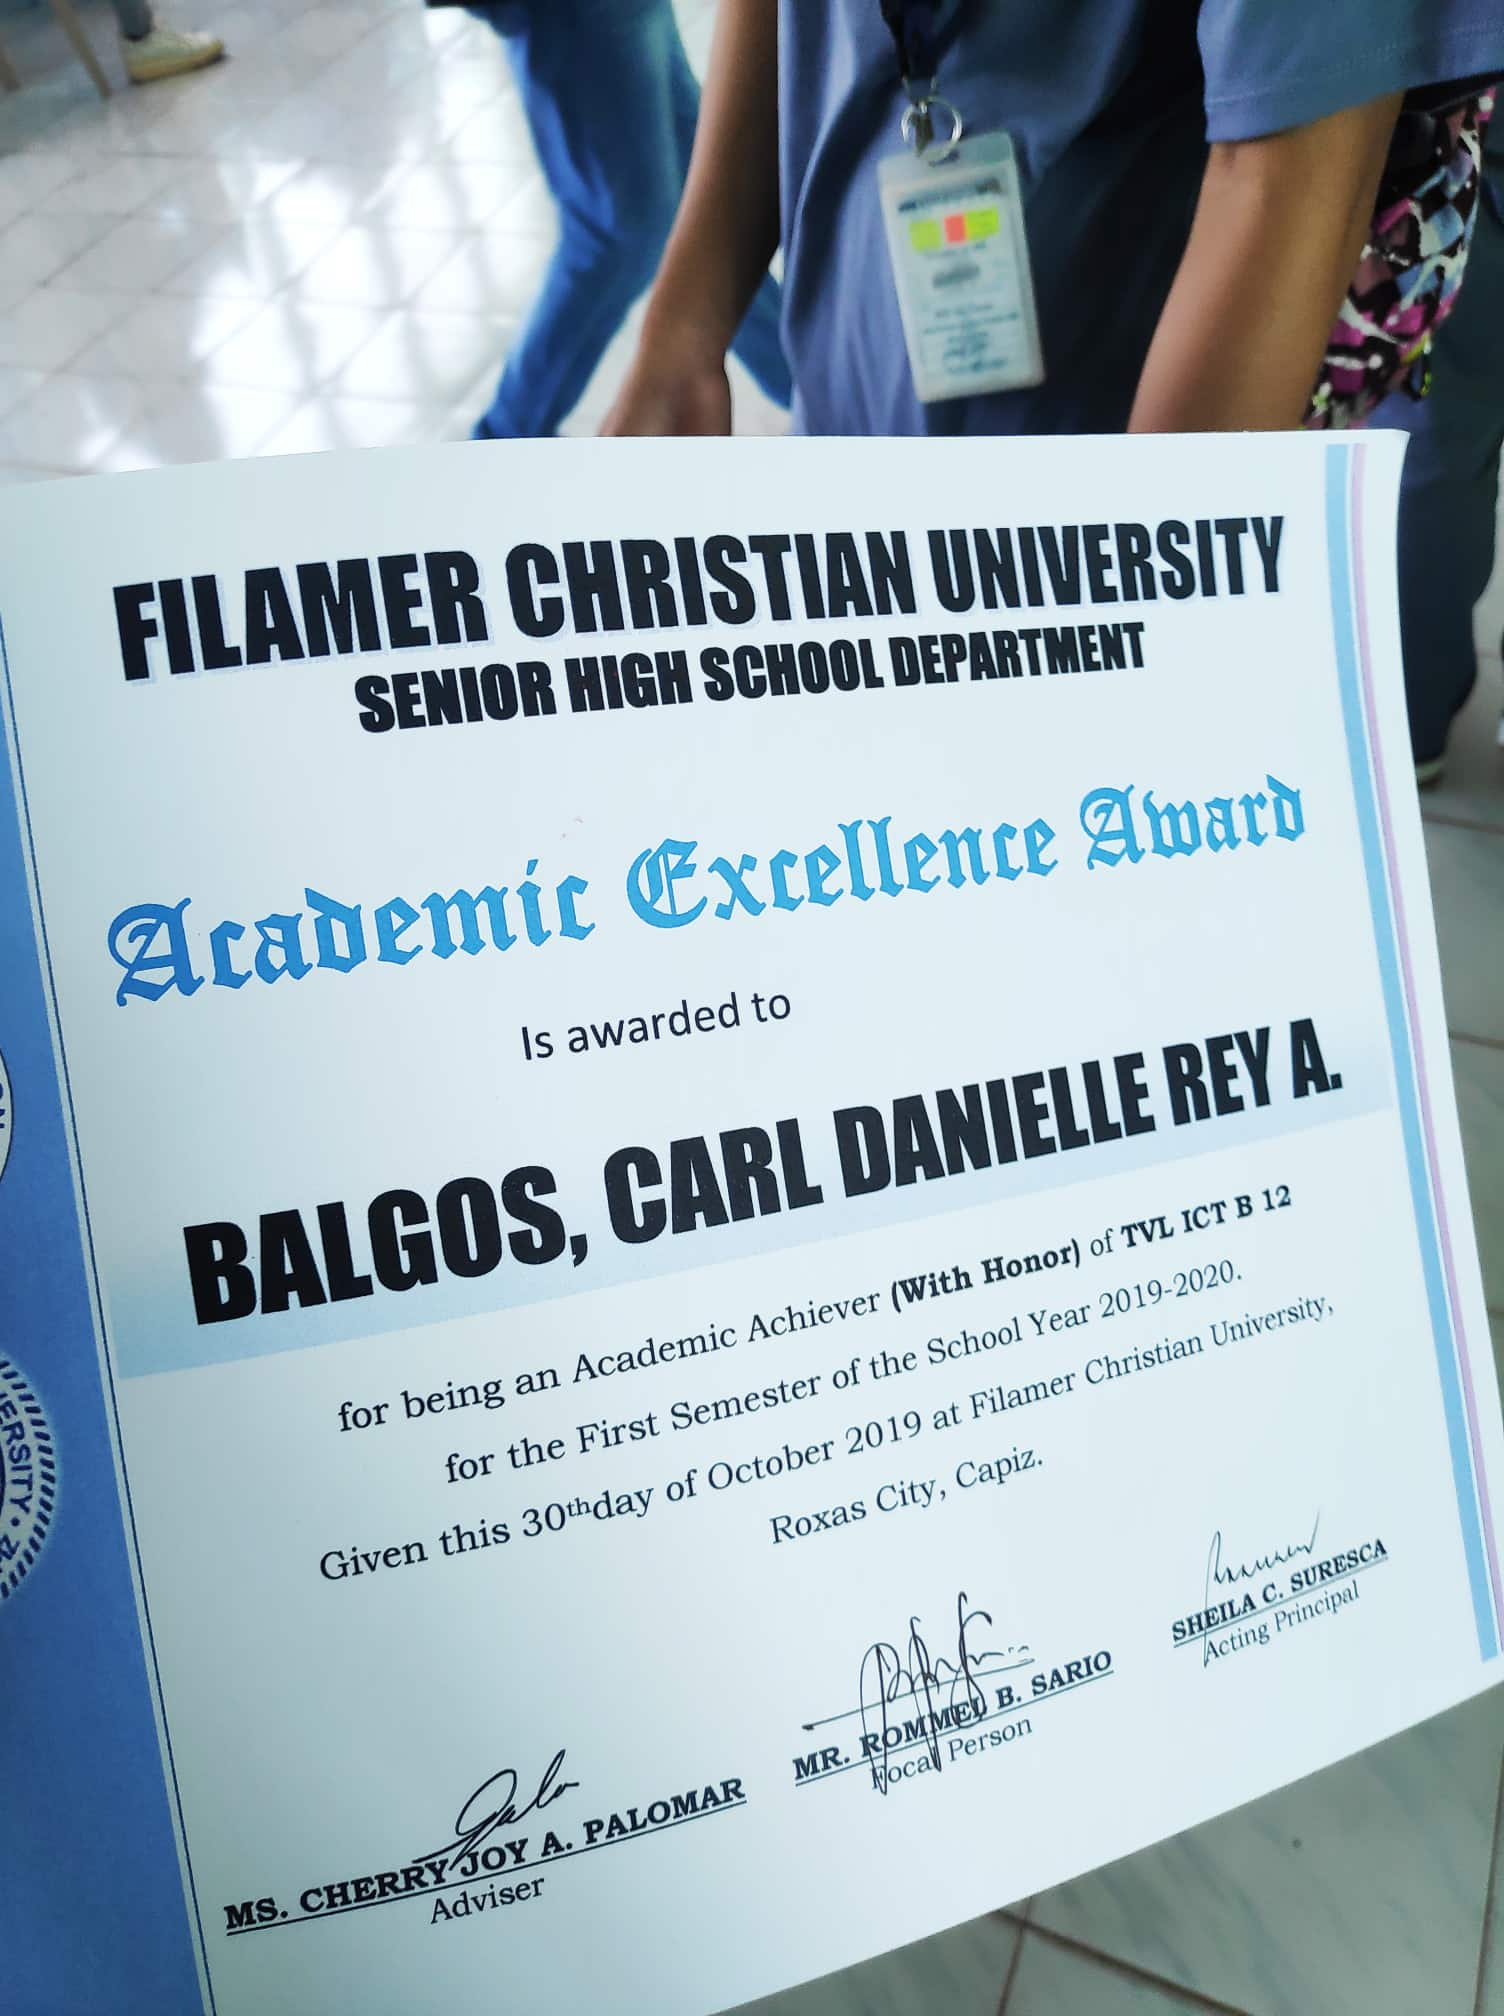 FILAMER CHRISTIAN UNIVERSITY
SENIOR HIGH SCHOOL DEPARTMENT
Academic Excellence Award
Is awarded to
BALGOS, CARL DANIELLE REY A.
for being an Academic Achiever (With Honor) of TVL ICT B 12
for the First Semester of the School Year 2019-2020.
Given this 30thday of October 2019 at Filamer Christian University,
Roxas City, Capiz.
MS. CHERRY JOY A. PALOMAR
Adviser
MR. ROMMEL B. SARIO
Focal Person
SHEILA C. SURESCA
Acting Principal